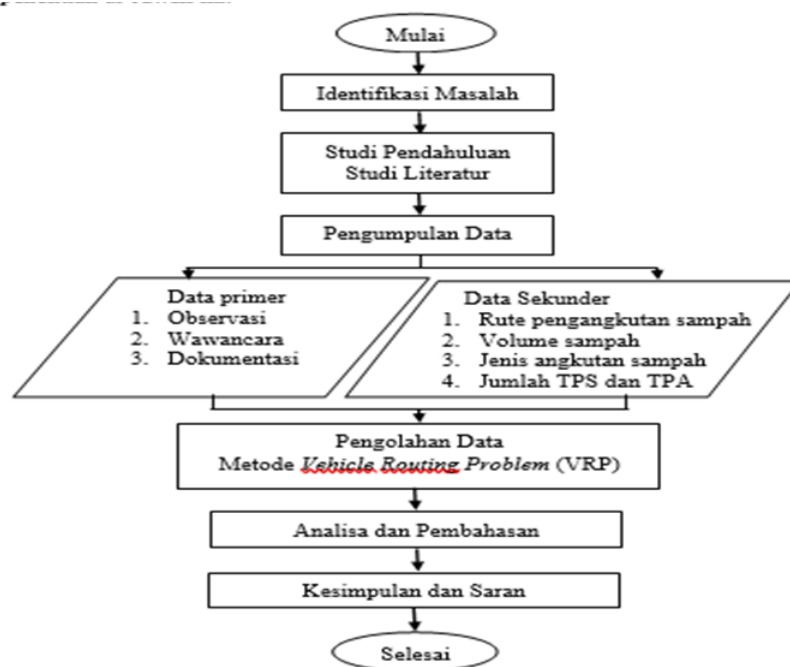 Mulai
Identifikasi Masalah
Studi Pendahuluan
Studi Literatur
Pengumpulan Data
Data primer
1. Observasi
2. Wawancara
3. Dokumentasi
Data Sekunder
1. Rute pengangkutan sampah
2. Volume sampah
3. Jenis angkutan sampah
4. Jumlah TPS dan TPA
Pengolahan Data
Metode Vehicle Routing Problem (VRP)
Analisa dan Pembahasan
Kesimpulan dan Saran
Selesai